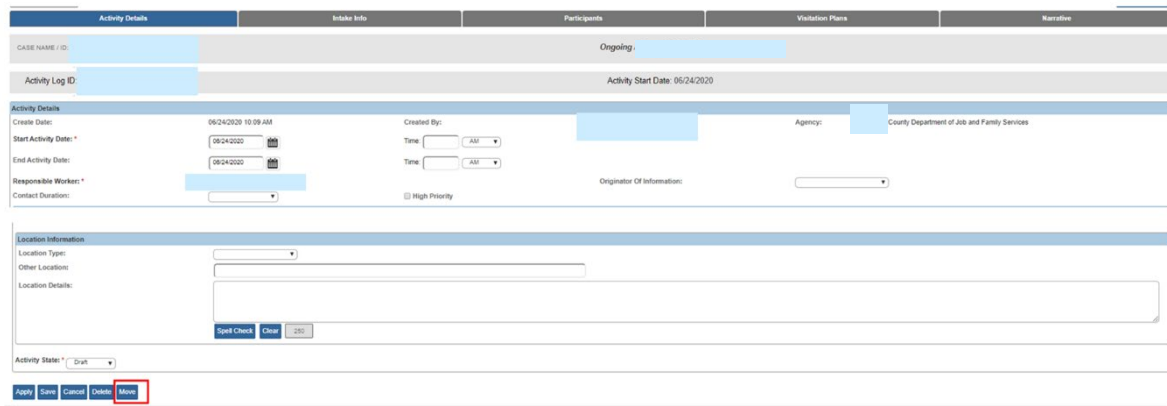 Activity Details Intake Info Participants Visitation Plans Narrative
CASE NAME / ID: Ongoing
Activity Log ID: Activity Start Date: 06/24/2020
Activity Details
Create Date: 06/24/2020 10:09 AM Created By: Agency: County Department of Job and Family Services
Start Activity Date: * 06/24/2020 Time: AM
End Activity Date: 06/24/2020 Time: AM
Responsible Worker: * Originator Of Information:
Contact Duration: High Priority
Location Information
Location Type:
Other Location:
Location Details:
Spell Check Clear 250
Activity State: * Draft
Apply Save Cancel Delete Move